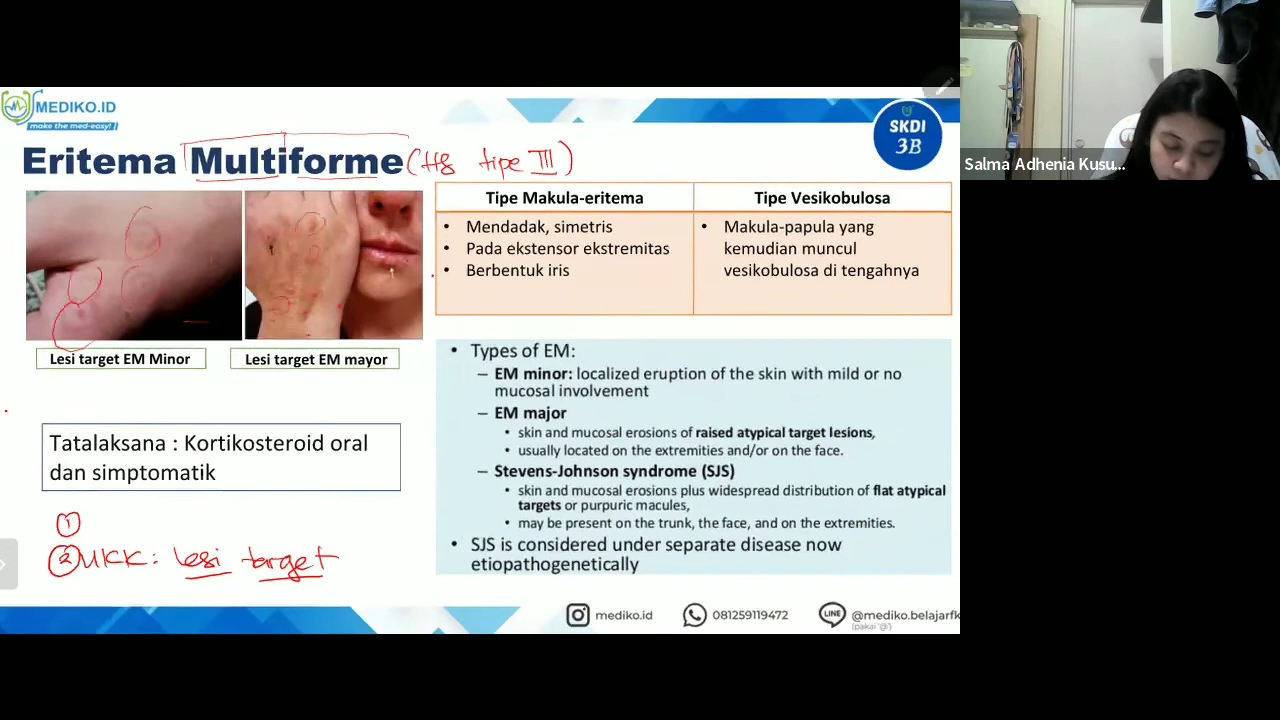 MEDIKO.ID
make the med-easy!
SKDI
3B
Eritema Multiforme (HS tipe III)
Salma Adhenia Kusu...
Tipe Makula-eritema
Tipe Vesikobulosa
• Mendadak, simetris
• Pada ekstensor ekstremitas
• Berbentuk iris
• Makula-papula yang
kemudian muncul
vesikobulosa di tengahnya
Lesi target EM Minor
Lesi target EM mayor
Tatalaksana : Kortikosteroid oral
dan simptomatik
1
2 UKK: lesi target
• Types of EM:
– EM minor: localized eruption of the skin with mild or no
mucosal involvement
– EM major
• skin and mucosal erosions of raised atypical target lesions,
• usually located on the extremities and/or on the face.
– Stevens-Johnson syndrome (SJS)
• skin and mucosal erosions plus widespread distribution of flat atypical
targets or purpuric macules,
• may be present on the trunk, the face, and on the extremities.
• SJS is considered under separate disease now
etiopathogenetically
mediko.id
081259119472
LINE
@mediko.belajarfk
(pakai '@')